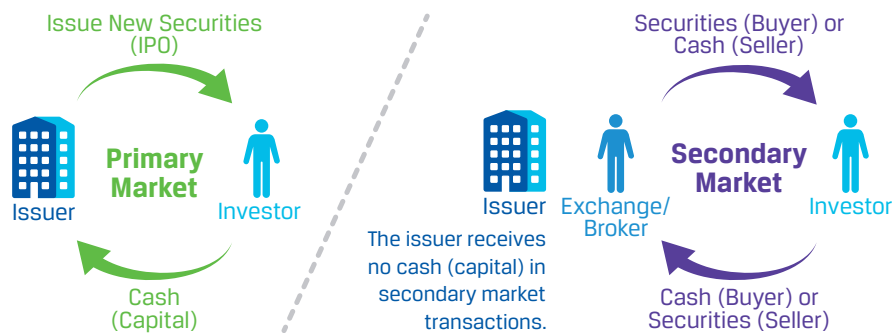 Issue New Securities
(IPO)
Primary
Market
Issuer
Investor
Cash
(Capital)
Securities (Buyer) or
Cash (Seller)
Secondary
Market
Issuer
Exchange/
Broker
Investor
The issuer receives
no cash (capital) in
secondary market
transactions.
Cash (Buyer) or
Securities (Seller)